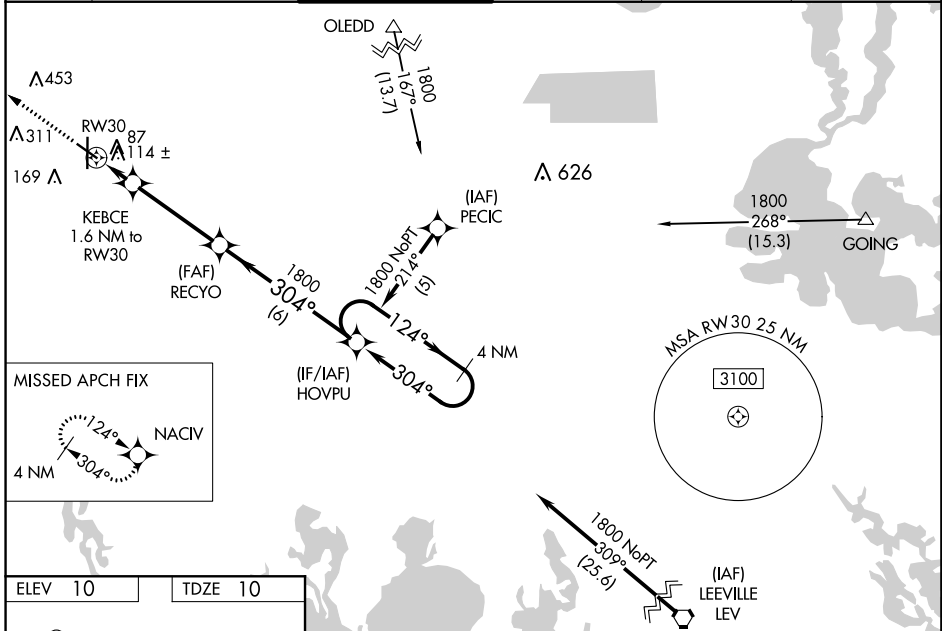 OLEDD
1800
167°
(13.7)
453
311
RW30
87
114 ±
169
KEBCE
1.6 NM to
RW30
626
(IAF)
PECIC
1800 NoPT
214°
(5)
1800
268°
(15.3)
GOING
(FAF)
RECYO
1800
304°
(6)
124°
304°
4 NM
(IF/IAF)
HOVPU
MSA RW30 25 NM
3100
MISSED APCH FIX
124°
304°
4 NM
NACIV
1800 NoPT
309°
(25.6)
(IAF)
LEEVILLE
LEV
ELEV 10
TDZE 10